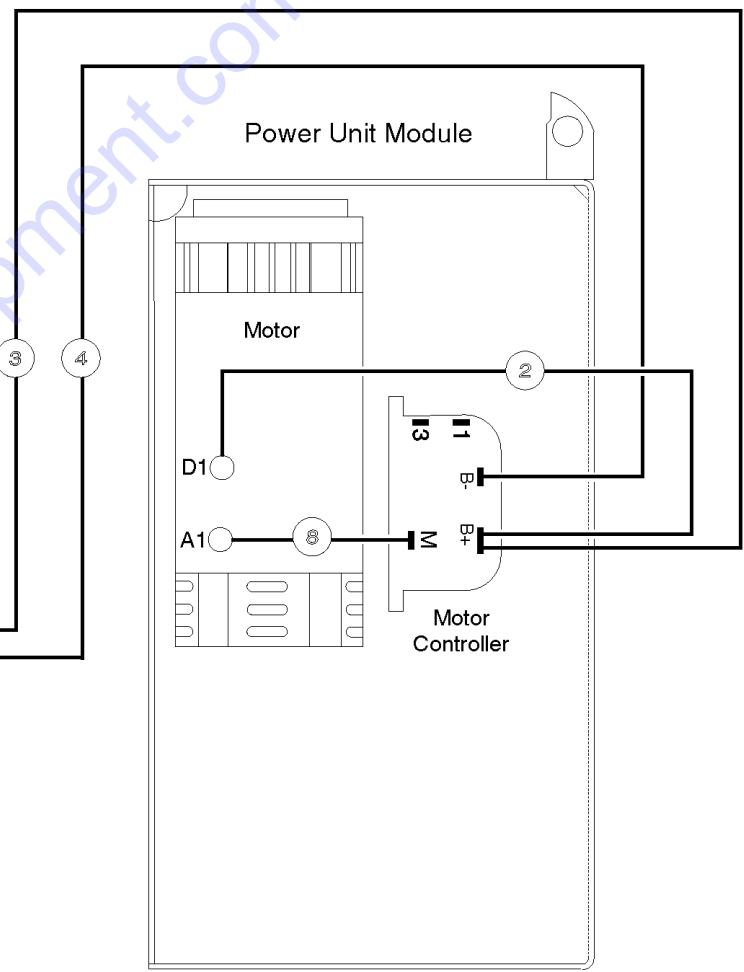 Power Unit Module
Motor
3
4
2
3
1
D1
B-
A1
8
M
B+
Motor
Controller